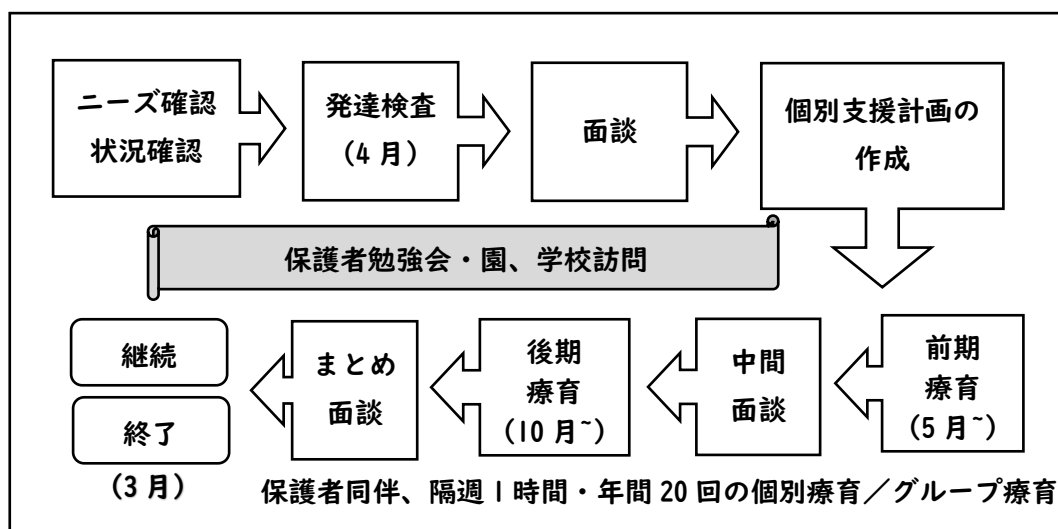 ニーズ確認
状況確認
発達検査
(4月)
面談
個別支援計画の
作成
保護者勉強会・園、学校訪問
前期
療育
(5月~)
中間
面談
後期
療育
(10月~)
まとめ
面談
継続
終了
(3月)
保護者同伴、隔週1時間・年間20回の個別療育／グループ療育